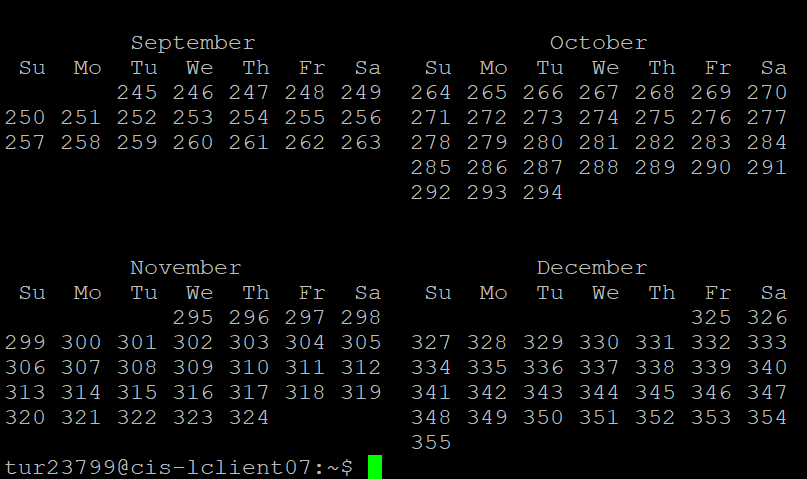 September                     October
 Su  Mo  Tu  We  Th  Fr  Sa   Su  Mo  Tu  We  Th  Fr  Sa
        245 246 247 248 249  264 265 266 267 268 269 270
250 251 252 253 254 255 256  271 272 273 274 275 276 277
257 258 259 260 261 262 263  278 279 280 281 282 283 284
                             285 286 287 288 289 290 291
                             292 293 294
         November                     December
 Su  Mo  Tu  We  Th  Fr  Sa   Su  Mo  Tu  We  Th  Fr  Sa
            295 296 297 298                      325 326
299 300 301 302 303 304 305  327 328 329 330 331 332 333
306 307 308 309 310 311 312  334 335 336 337 338 339 340
313 314 315 316 317 318 319  341 342 343 344 345 346 347
320 321 322 323 324          348 349 350 351 352 353 354
                             355
tur23799@cis-lclient07:~$